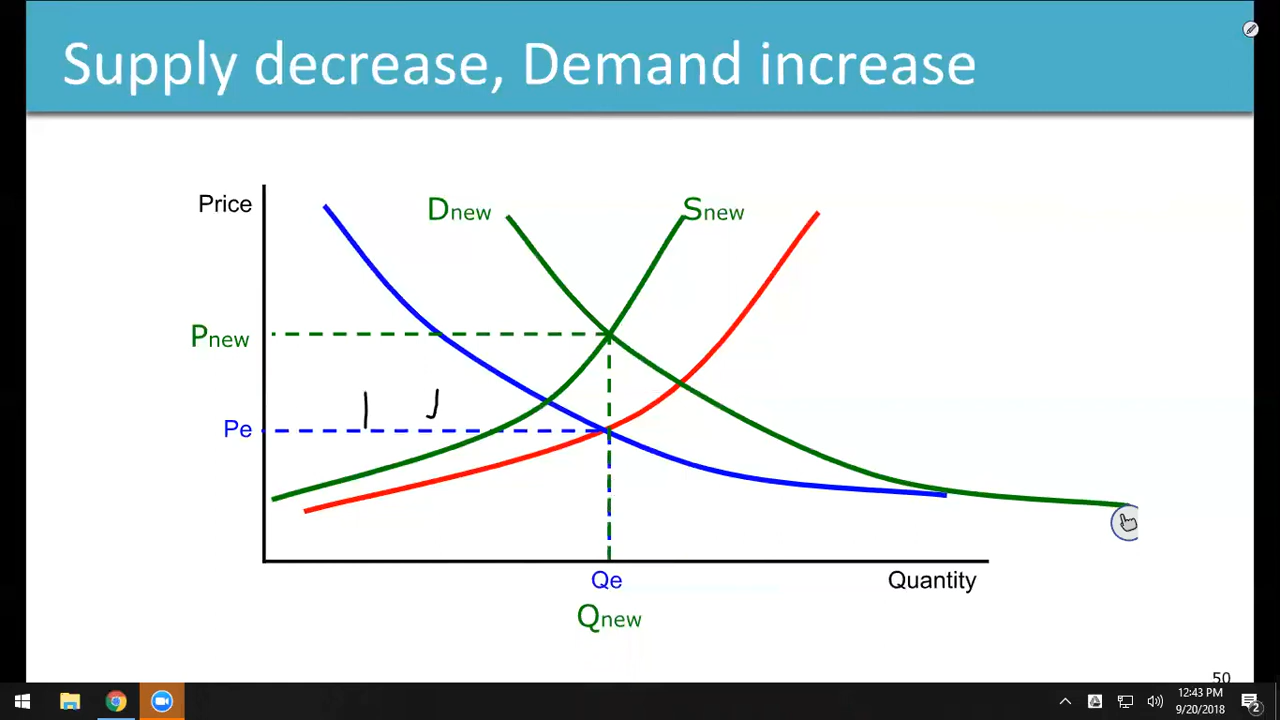 Supply decrease, Demand increase
Price
Dnew
Snew
Pnew
Pe
Qe
Quantity
Qnew
50
12:43 PM
9/20/2018
2